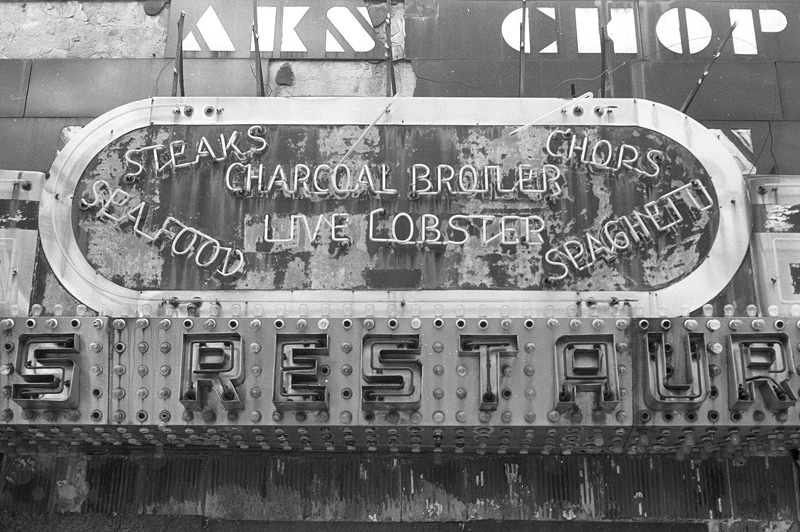 AKS CHOP
STEAKS CHOPS
CHARCOAL BROILER
SEAFOOD LIVE LOBSTER SPAGHETTI
S RESTAUR